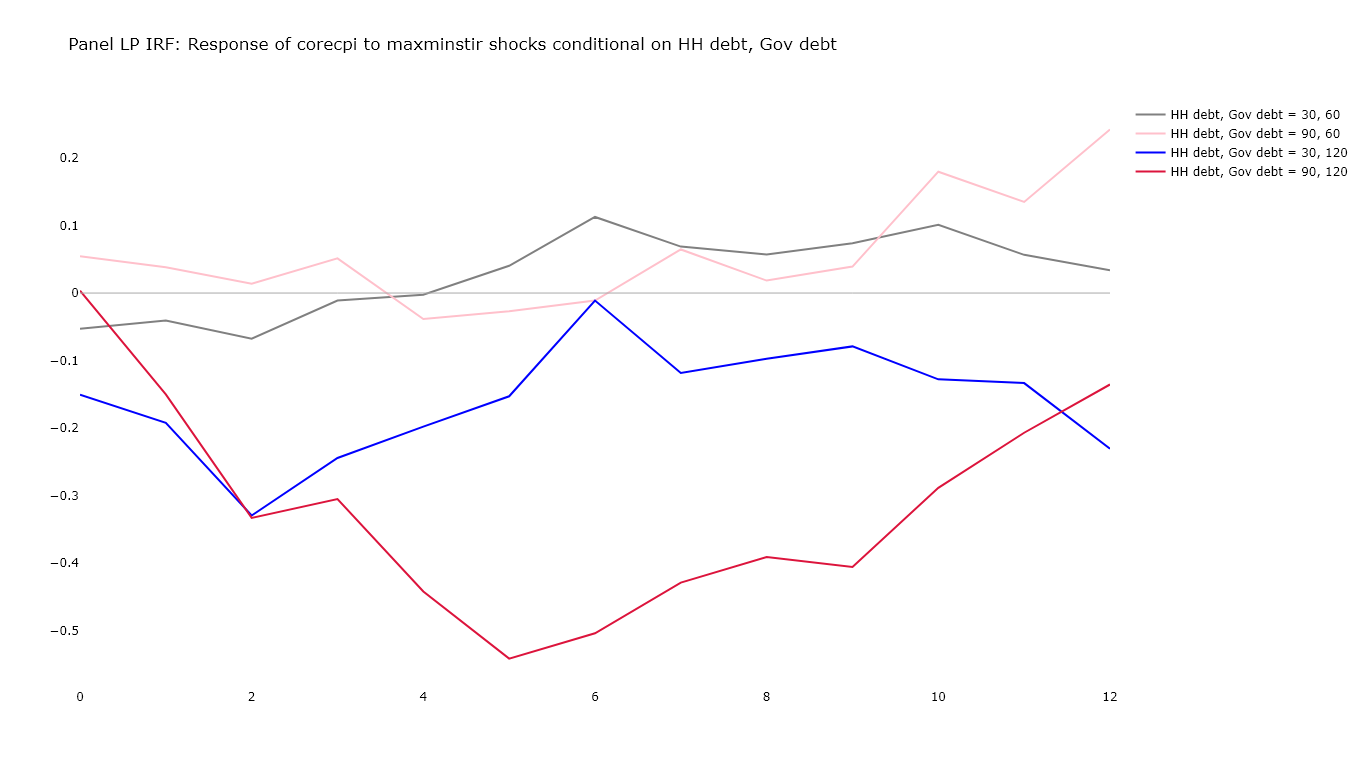 Panel LP IRF: Response of corecpi to maxminstir shocks conditional on HH debt, Gov debt
HH debt, Gov debt = 30, 60
HH debt, Gov debt = 90, 60
HH debt, Gov debt = 30, 120
HH debt, Gov debt = 90, 120
0.2
0.1
0
−0.1
−0.2
−0.3
−0.4
−0.5
0 2 4 6 8 10 12